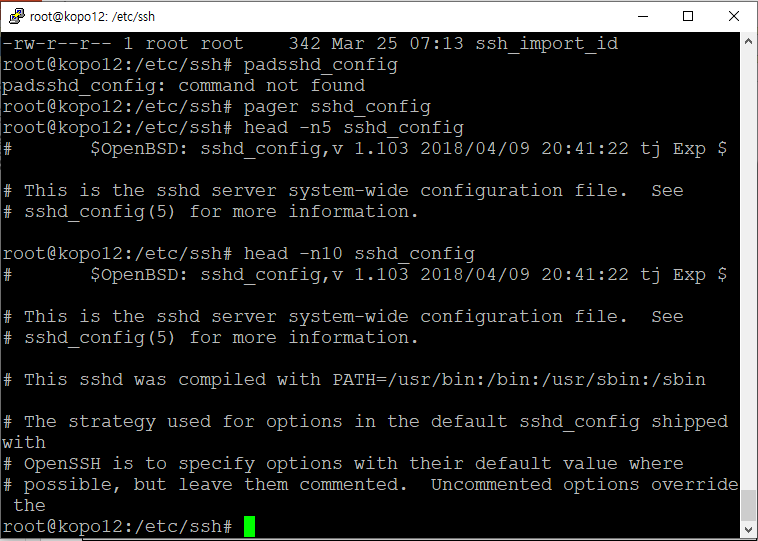 root@kopo12: /etc/ssh
-rw-r--r-- 1 root root    342 Mar 25 07:13 ssh_import_id
root@kopo12:/etc/ssh# padsshd_config
padsshd_config: command not found
root@kopo12:/etc/ssh# pager sshd_config
root@kopo12:/etc/ssh# head -n5 sshd_config
#       $OpenBSD: sshd_config,v 1.103 2018/04/09 20:41:22 tj Exp $
# This is the sshd server system-wide configuration file.  See
# sshd_config(5) for more information.
root@kopo12:/etc/ssh# head -n10 sshd_config
#       $OpenBSD: sshd_config,v 1.103 2018/04/09 20:41:22 tj Exp $
# This is the sshd server system-wide configuration file.  See
# sshd_config(5) for more information.
# This sshd was compiled with PATH=/usr/bin:/bin:/usr/sbin:/sbin
# The strategy used for options in the default sshd_config shipped
with
# OpenSSH is to specify options with their default value where
# possible, but leave them commented.  Uncommented options override
 the
root@kopo12:/etc/ssh#